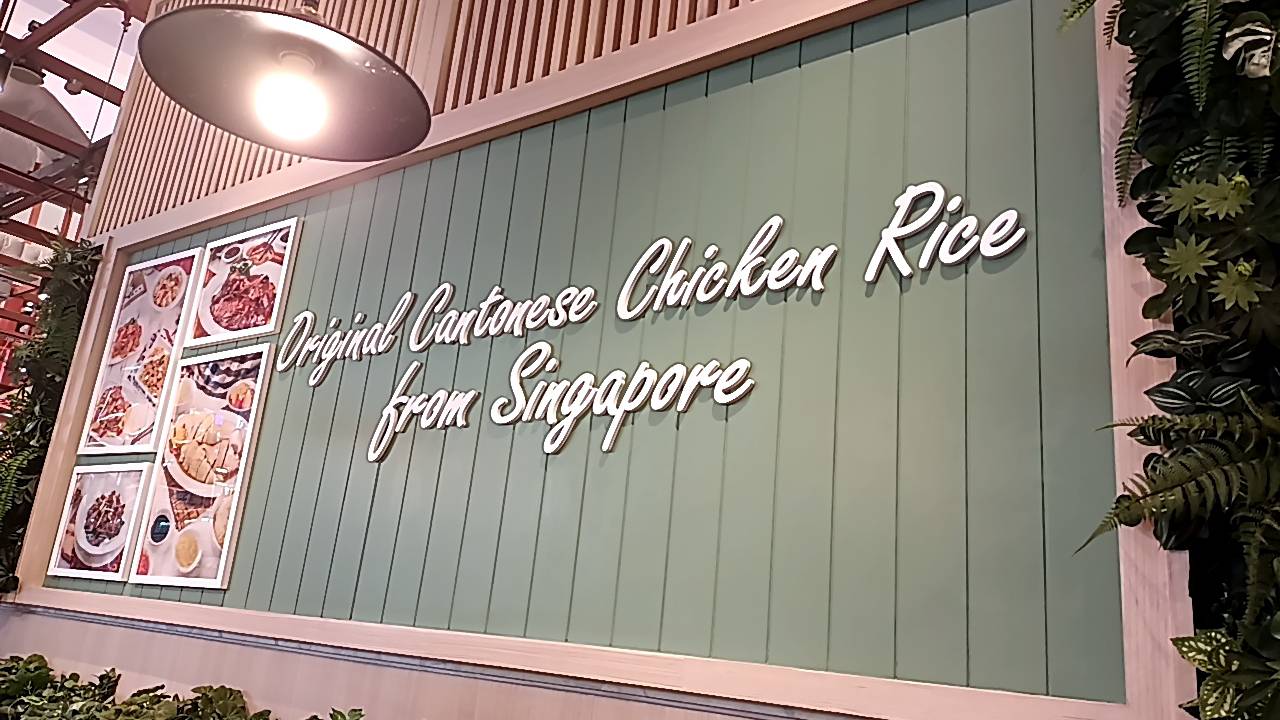 Original Cantonese Chicken Rice
from Singapore